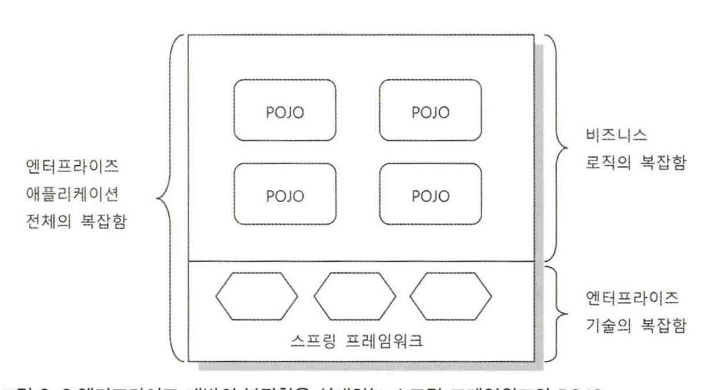 POJO
POJO
POJO
POJO
엔터프라이즈
애플리케이션
전체의 복잡함
비즈니스
로직의 복잡함
스프링 프레임워크
엔터프라이즈
기술의 복잡함